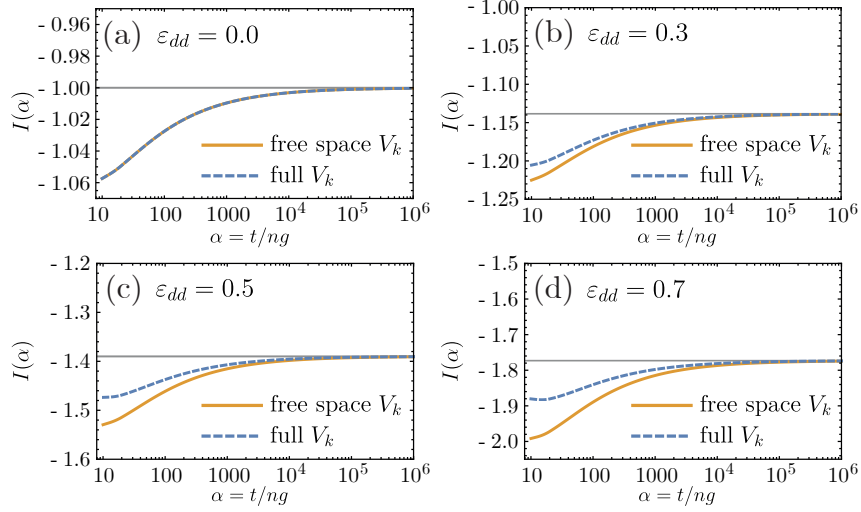 (a) ε_dd = 0.0
I(α)
- 0.96
- 0.98
- 1.00
- 1.02
- 1.04
- 1.06
free space V_k
full V_k
10 100 1000 10^4 10^5 10^6
α = t/ng
(b) ε_dd = 0.3
I(α)
- 1.00
- 1.05
- 1.10
- 1.15
- 1.20
- 1.25
free space V_k
full V_k
10 100 1000 10^4 10^5 10^6
α = t/ng
(c) ε_dd = 0.5
I(α)
- 1.2
- 1.3
- 1.4
- 1.5
- 1.6
free space V_k
full V_k
10 100 1000 10^4 10^5 10^6
α = t/ng
(d) ε_dd = 0.7
I(α)
- 1.5
- 1.6
- 1.7
- 1.8
- 1.9
- 2.0
free space V_k
full V_k
10 100 1000 10^4 10^5 10^6
α = t/ng